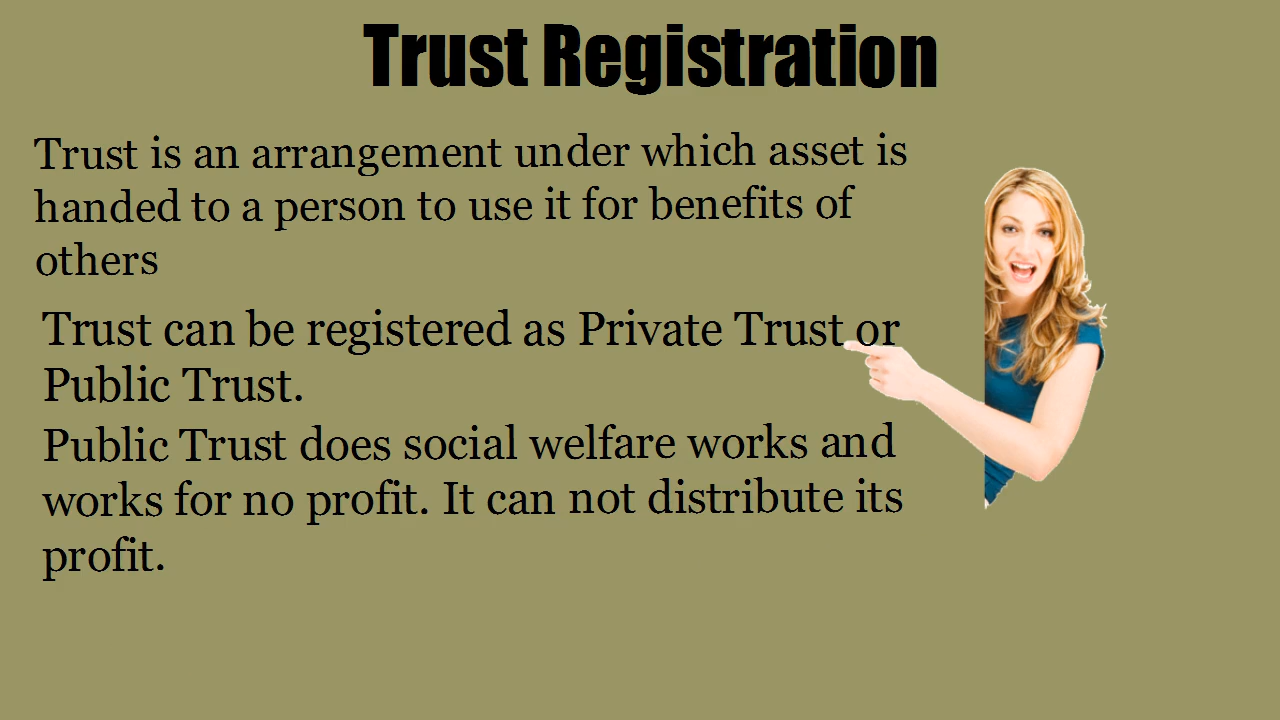 Trust Registration
Trust is an arrangement under which asset is
handed to a person to use it for benefits of
others
Trust can be registered as Private Trust or
Public Trust.
Public Trust does social welfare works and
works for no profit. It can not distribute its
profit.